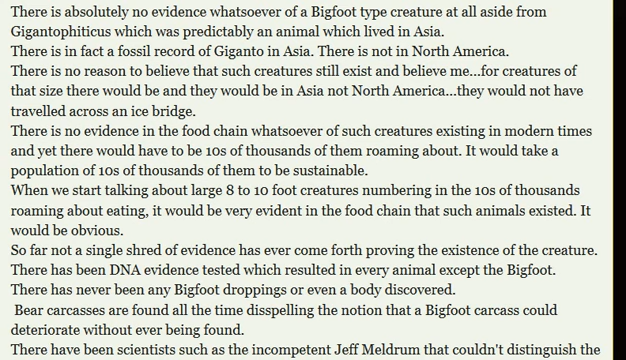 There is absolutely no evidence whatsoever of a Bigfoot type creature at all aside from
Gigantophiticus which was predictably an animal which lived in Asia.
There is in fact a fossil record of Giganto in Asia. There is not in North America.
There is no reason to believe that such creatures still exist and believe me...for creatures of
that size there would be and they would be in Asia not North America...they would not have
travelled across an ice bridge.
There is no evidence in the food chain whatsoever of such creatures existing in modern times
and yet there would have to be 10s of thousands of them roaming about. It would take a
population of 10s of thousands of them to be sustainable.
When we start talking about large 8 to 10 foot creatures numbering in the 10s of thousands
roaming about eating, it would be very evident in the food chain that such animals existed. It
would be obvious.
So far not a single shred of evidence has ever come forth proving the existence of the creature.
There has been DNA evidence tested which resulted in every animal except the Bigfoot.
There has never been any Bigfoot droppings or even a body discovered.
Bear carcasses are found all the time disspelling the notion that a Bigfoot carcass could
deteriorate without ever being found.
There have been scientists such as the incompetent Jeff Meldrum that couldn't distinguish the